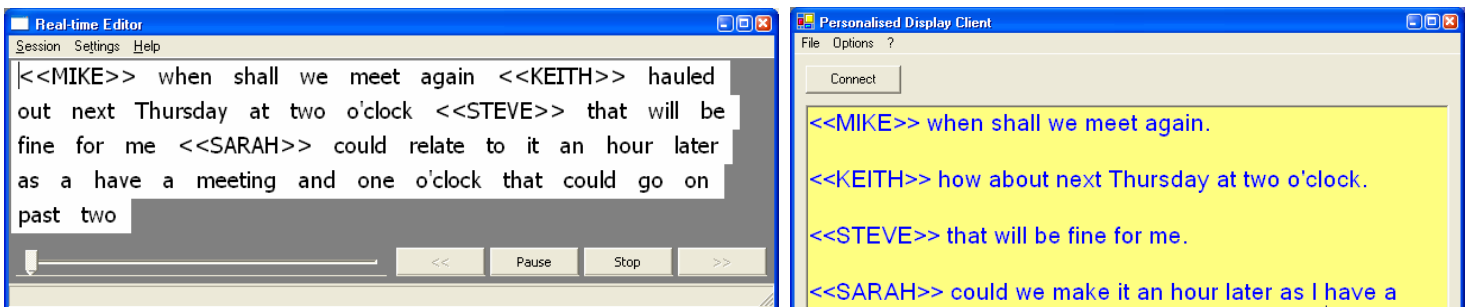 Real-time Editor
Session Settings Help
<<MIKE>> when shall we meet again <<KEITH>> hauled
out next Thursday at two o'clock <<STEVE>> that will be
fine for me <<SARAH>> could relate to it an hour later
as a have a meeting and one o'clock that could go on
past two
<< Pause Stop >>
Personalised Display Client
File Options ?
Connect
<<MIKE>> when shall we meet again.
<<KEITH>> how about next Thursday at two o'clock.
<<STEVE>> that will be fine for me.
<<SARAH>> could we make it an hour later as I have a